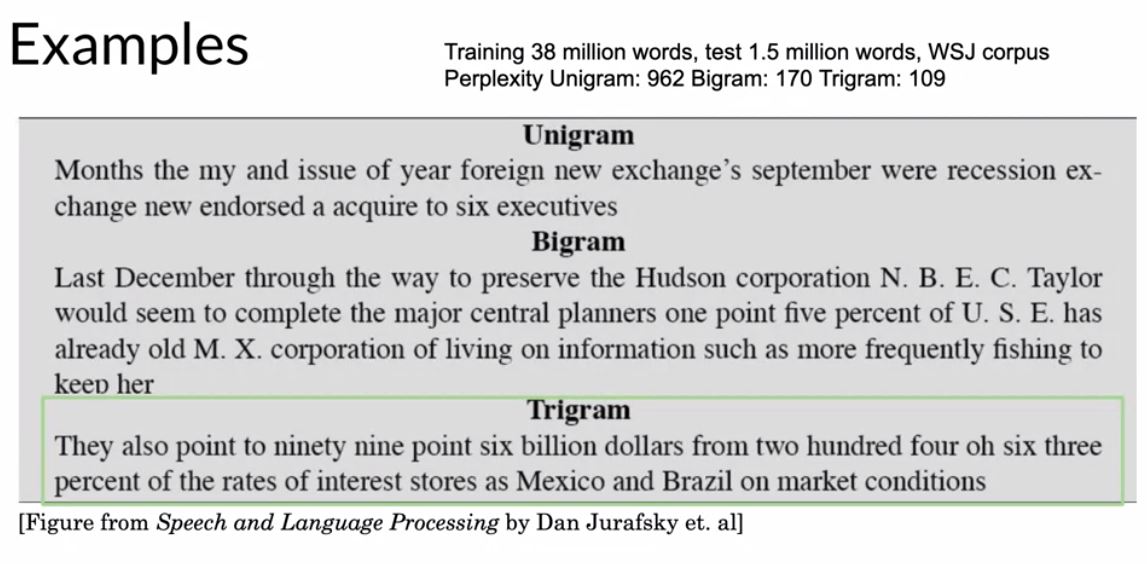 Examples
Training 38 million words, test 1.5 million words, WSJ corpus
Perplexity Unigram: 962 Bigram: 170 Trigram: 109
Unigram
Months the my and issue of year foreign new exchange's september were recession ex-
change new endorsed a acquire to six executives
Bigram
Last December through the way to preserve the Hudson corporation N. B. E. C. Taylor
would seem to complete the major central planners one point five percent of U. S. E. has
already old M. X. corporation of living on information such as more frequently fishing to
keep her
Trigram
They also point to ninety nine point six billion dollars from two hundred four oh six three
percent of the rates of interest stores as Mexico and Brazil on market conditions
[Figure from Speech and Language Processing by Dan Jurafsky et. al]